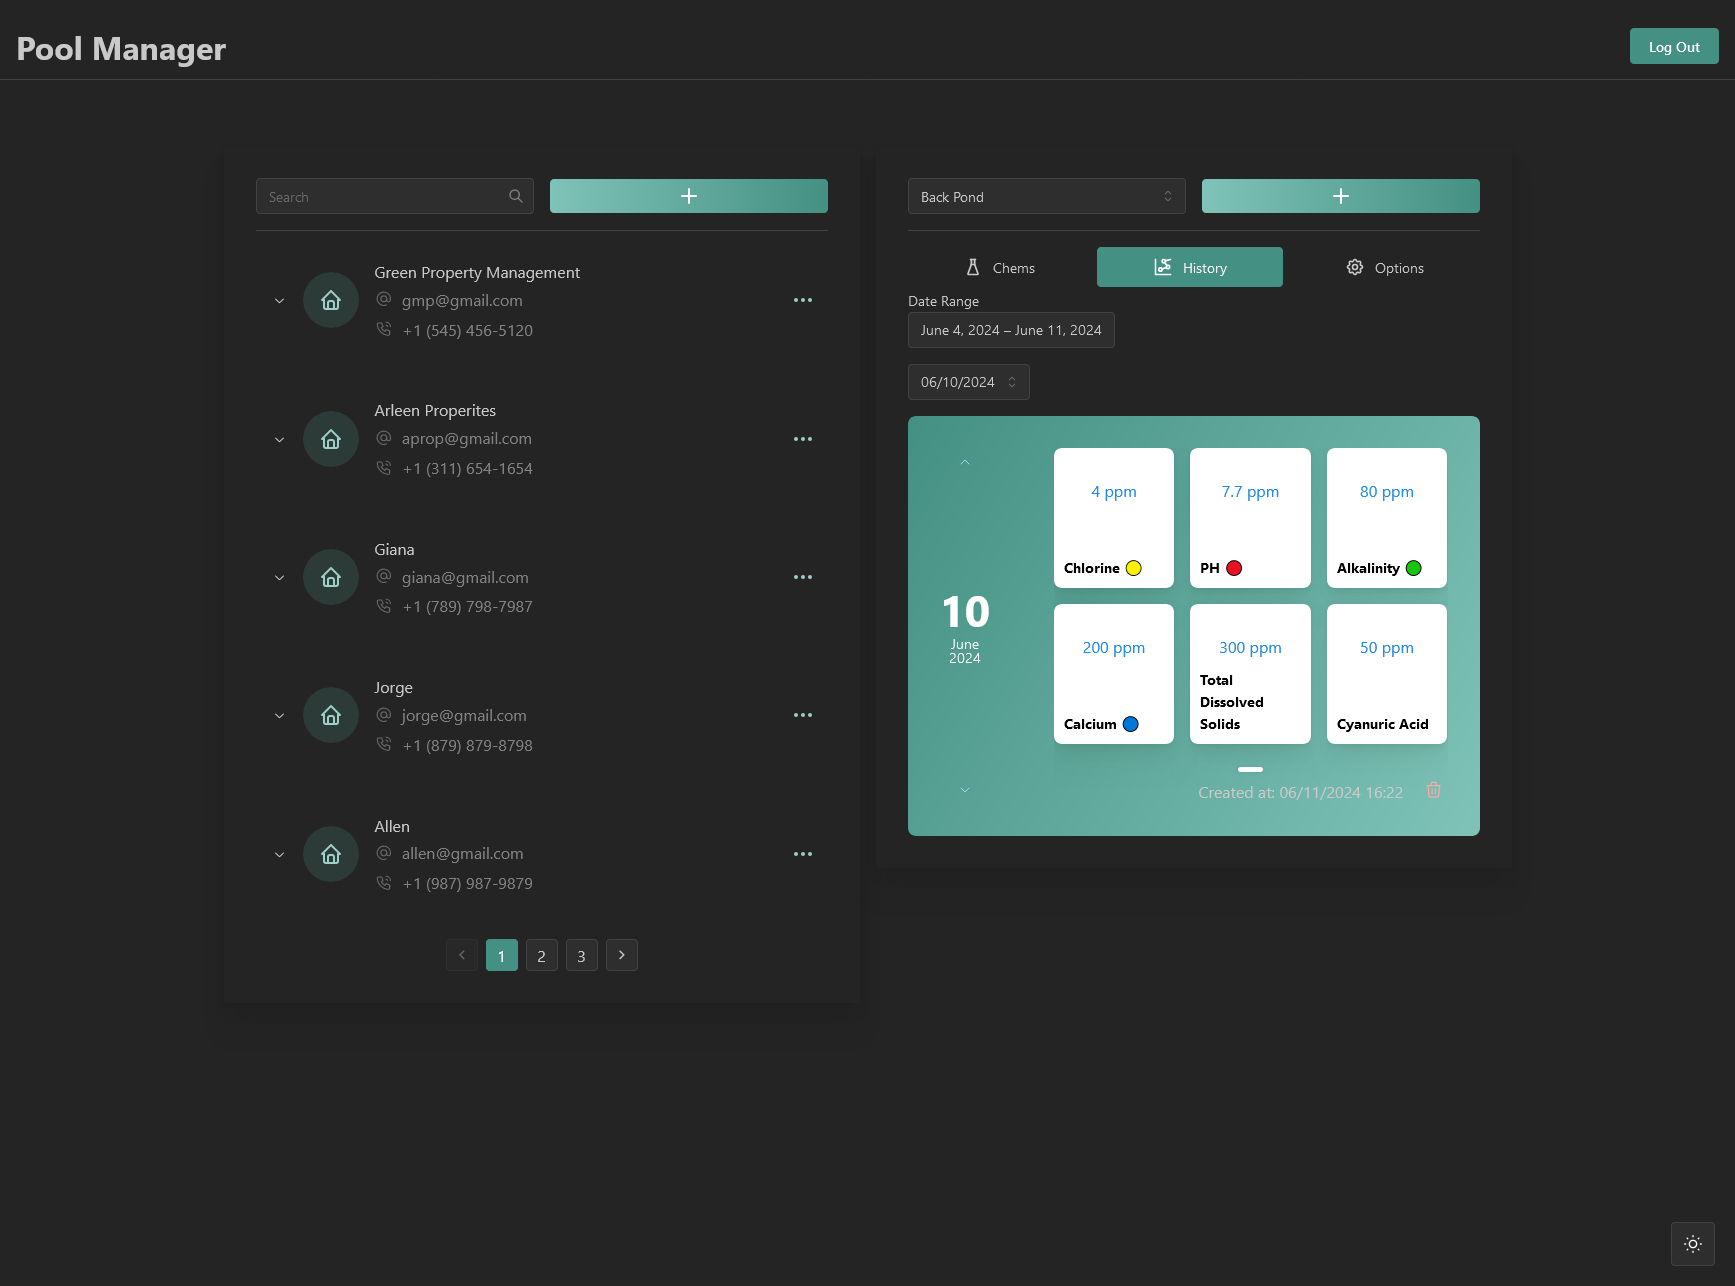 Pool Manager
Log Out
Search
Green Property Management
gmp@gmail.com
+1 (545) 456-5120
Arleen Properites
aprop@gmail.com
+1 (311) 654-1654
Giana
giana@gmail.com
+1 (789) 798-7987
Jorge
jorge@gmail.com
+1 (879) 879-8798
Allen
allen@gmail.com
+1 (987) 987-9879
1 2 3
Back Pond
Chems History Options
Date Range
June 4, 2024 – June 11, 2024
06/10/2024
10
June
2024
4 ppm
Chlorine
7.7 ppm
PH
80 ppm
Alkalinity
200 ppm
Calcium
300 ppm
Total
Dissolved
Solids
50 ppm
Cyanuric Acid
Created at: 06/11/2024 16:22